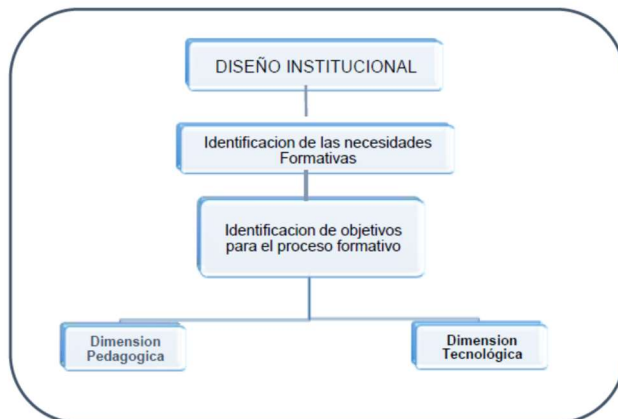 DISEÑO INSTITUCIONAL
Identificacion de las necesidades
Formativas
Identificacion de objetivos
para el proceso formativo
Dimension
Pedagogica
Dimension
Tecnológica